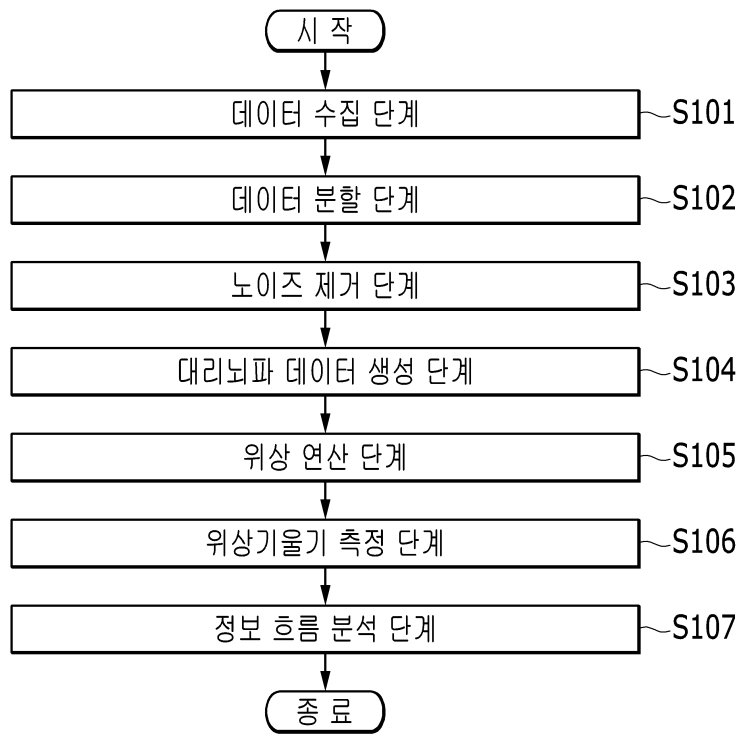 시 작
데이터 수집 단계 S101
데이터 분할 단계 S102
노이즈 제거 단계 S103
대리뇌파 데이터 생성 단계 S104
위상 연산 단계 S105
위상기울기 측정 단계 S106
정보 흐름 분석 단계 S107
종 료